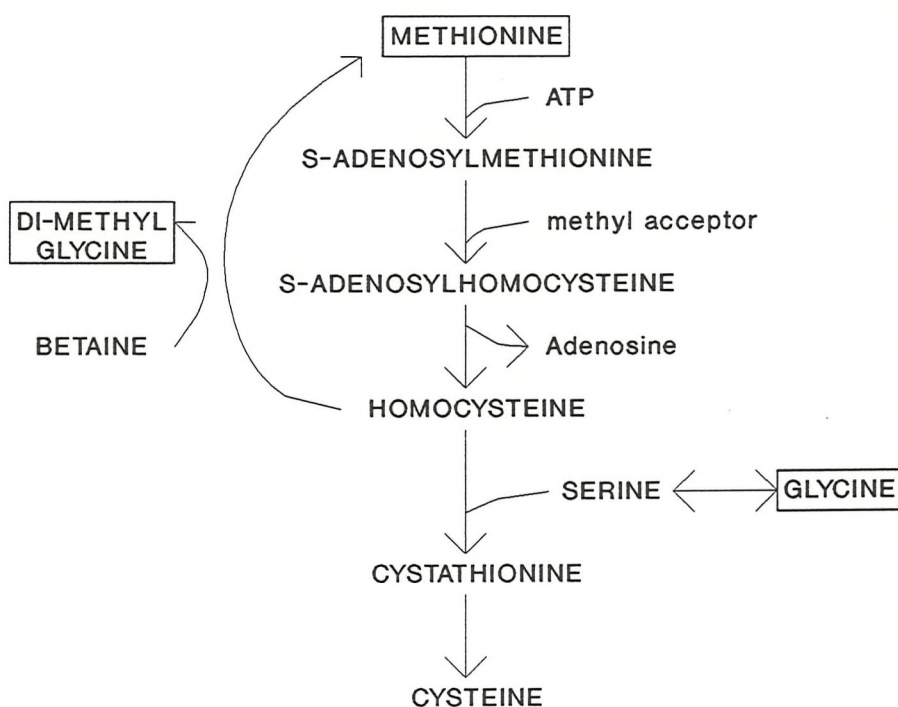 METHIONINE
ATP
S-ADENOSYLMETHIONINE
DI-METHYL
GLYCINE
methyl acceptor
S-ADENOSYLHOMOCYSTEINE
BETAINE
Adenosine
HOMOCYSTEINE
SERINE
GLYCINE
CYSTATHIONINE
CYSTEINE